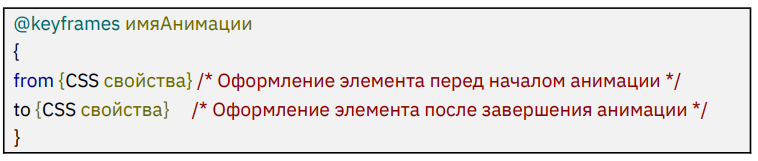 @keyframes имяАнимации
{
from {CSS свойства} /* Оформление элемента перед началом анимации */
to {CSS свойства} /* Оформление элемента после завершения анимации */
}